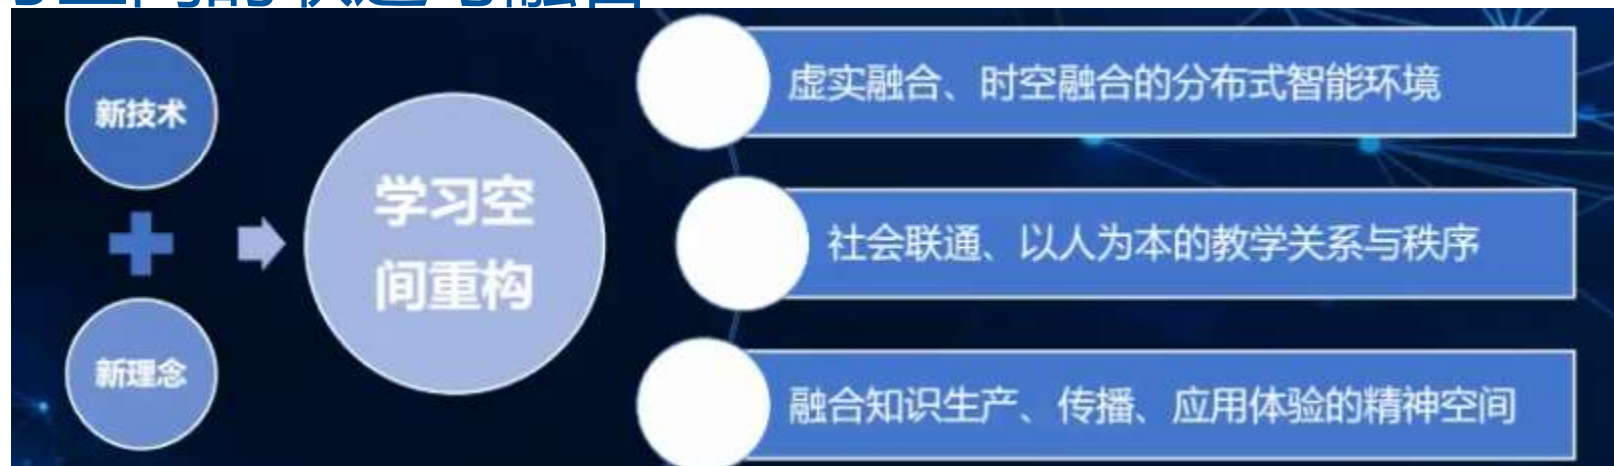 新技术
新理念
学习空
间重构
虚实融合、时空融合的分布式智能环境
社会联通、以人为本的教学关系与秩序
融合知识生产、传播、应用体验的精神空间